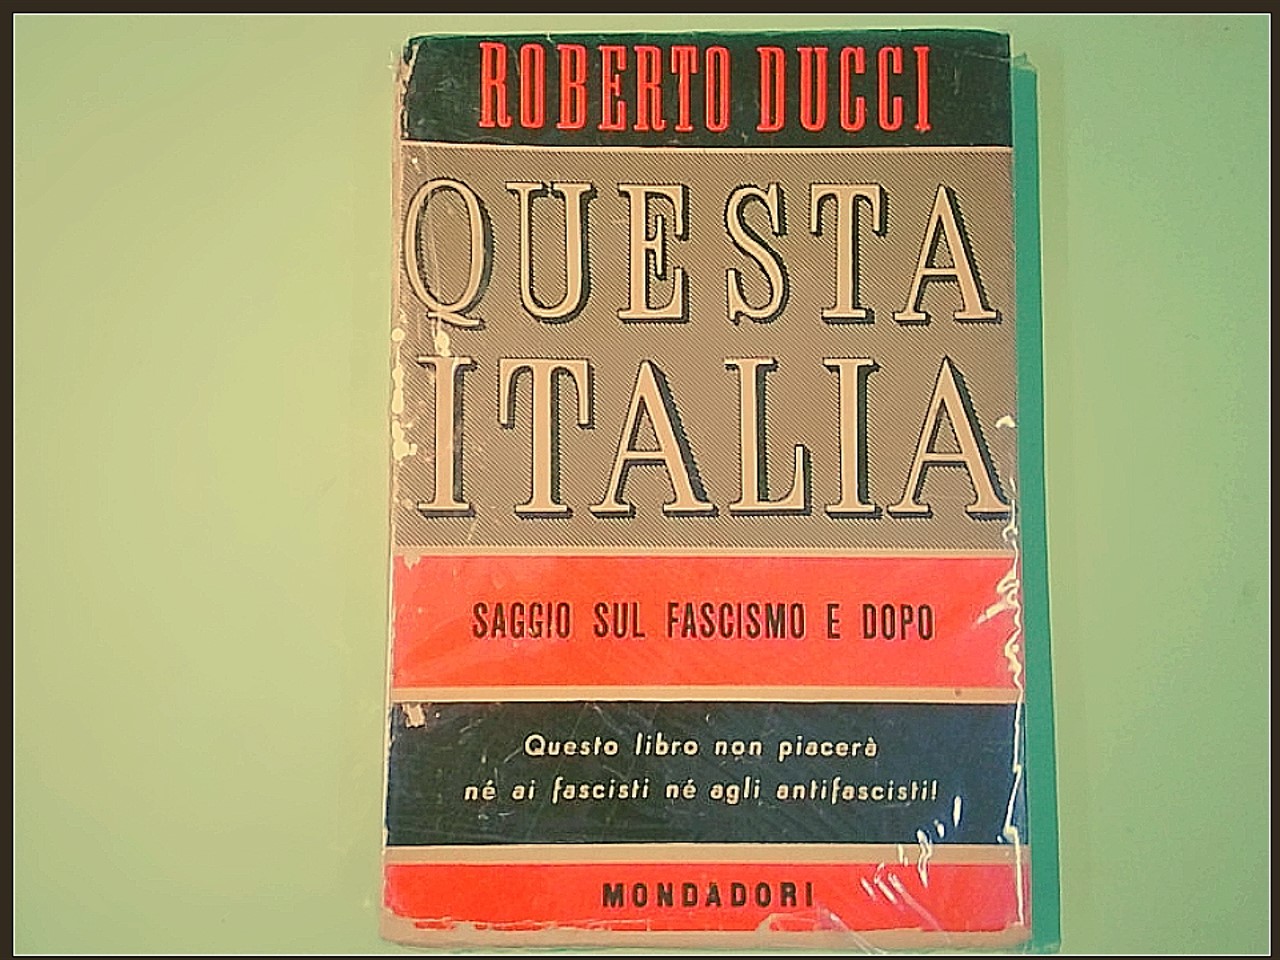 ROBERTO DUCCI
QUESTA
ITALIA
SAGGIO SUL FASCISMO E DOPO
Questo libro non piacerà
né ai fascisti né agli antifascisti!
MONDADORI